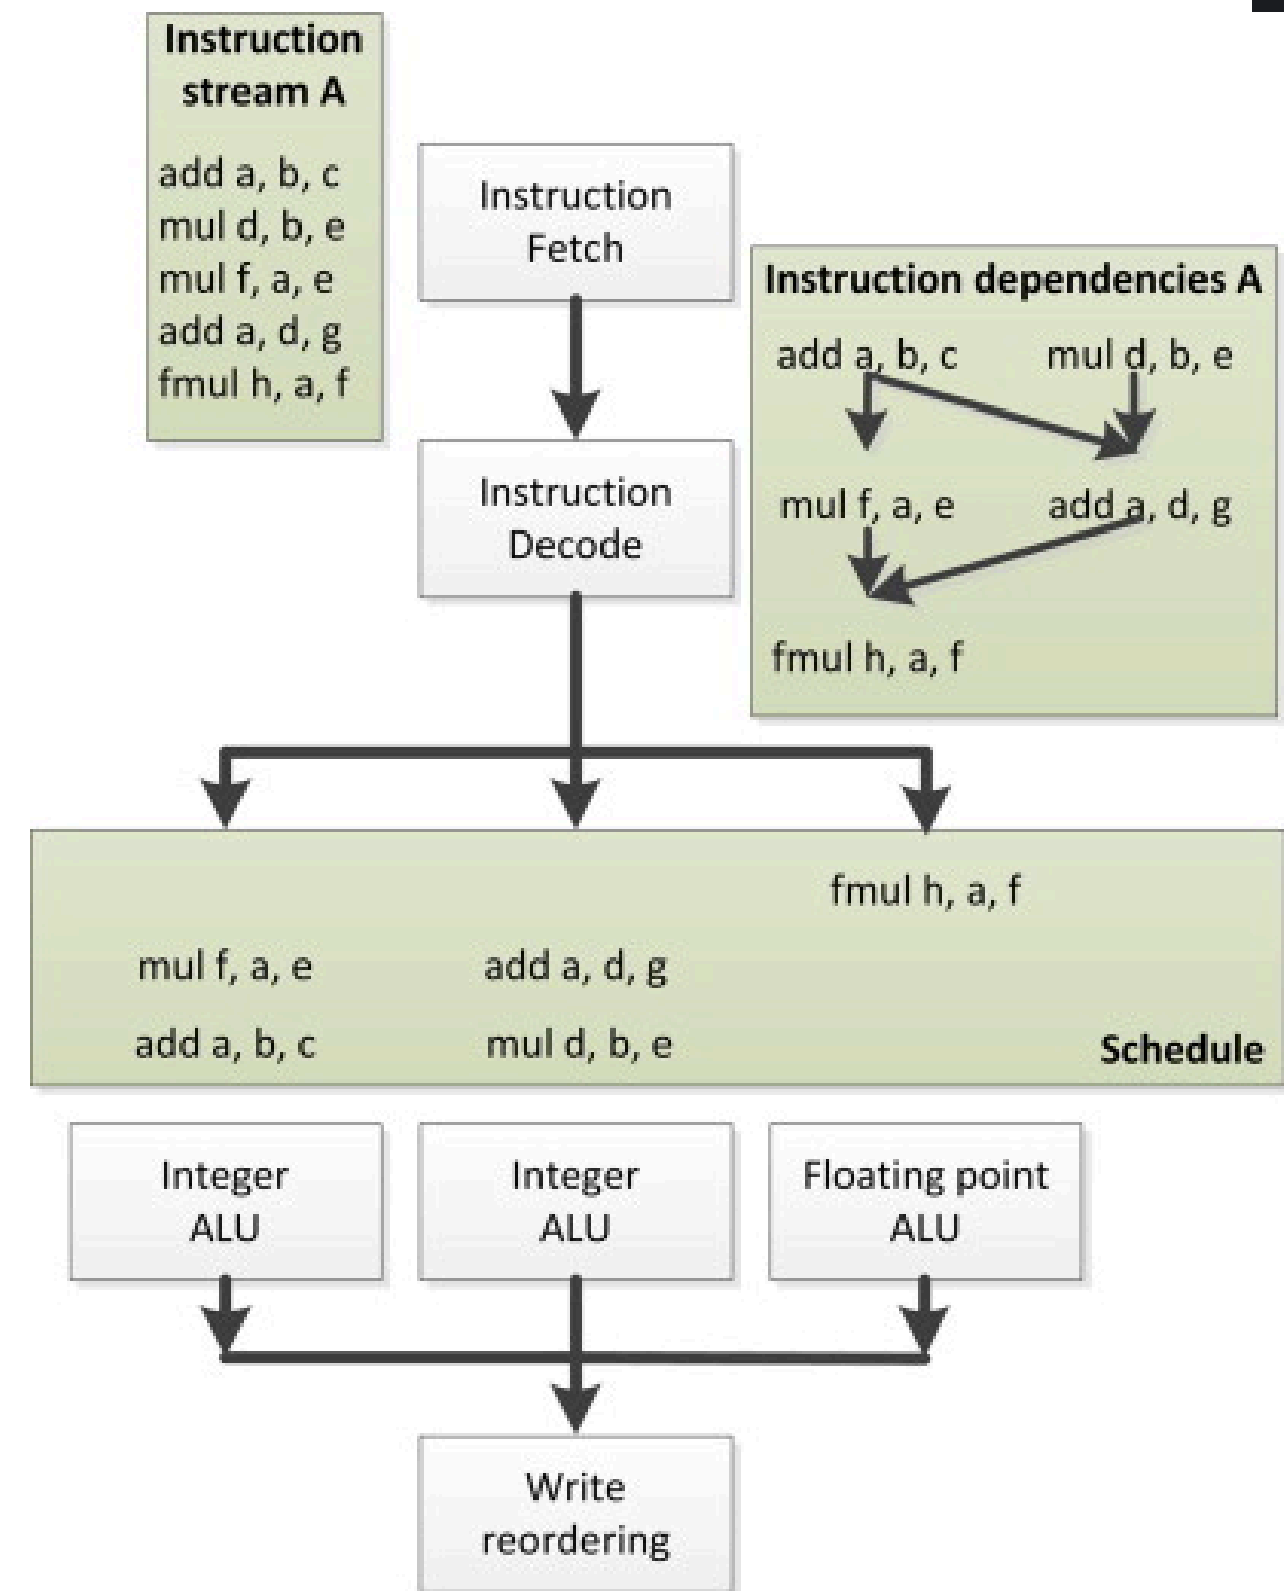 Instruction
stream A
add a, b, c
mul d, b, e
mul f, a, e
add a, d, g
fmul h, a, f
Instruction
Fetch
Instruction
Decode
Instruction dependencies A
add a, b, c
mul d, b, e
mul f, a, e
add a, d, g
fmul h, a, f
fmul h, a, f
mul f, a, e
add a, d, g
add a, b, c
mul d, b, e
Schedule
Integer
ALU
Integer
ALU
Floating point
ALU
Write
reordering